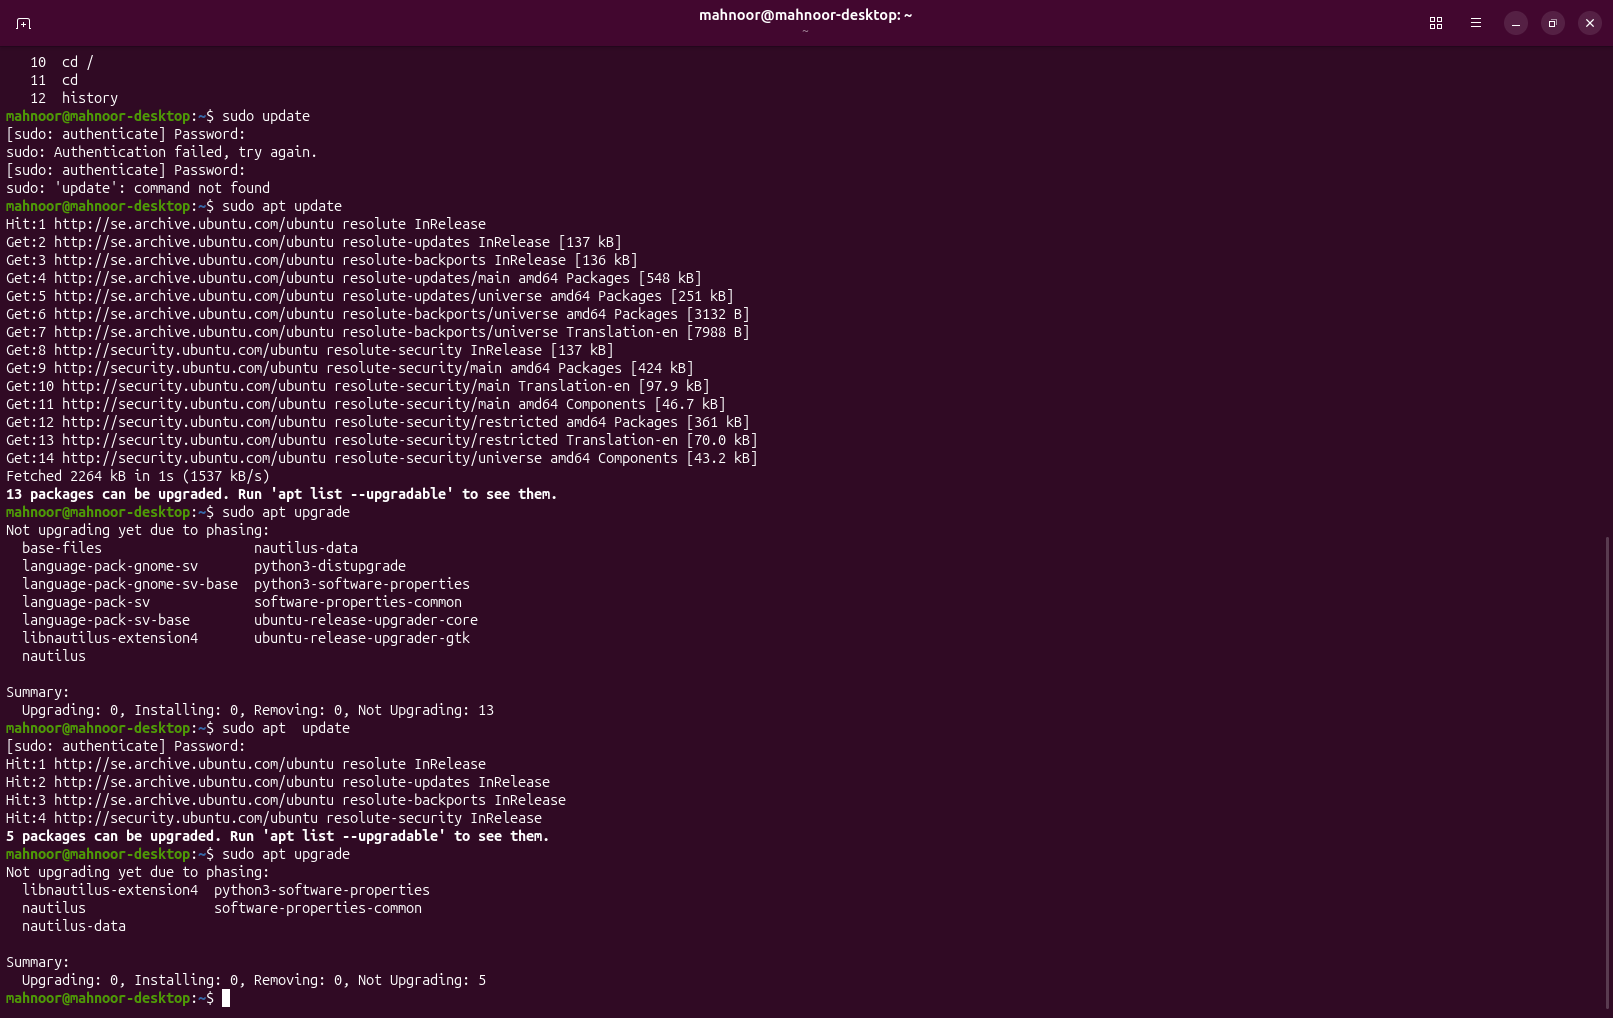 mahnoor@mahnoor-desktop: ~
~
10  cd /
11  cd
12  history
mahnoor@mahnoor-desktop:~$ sudo update
[sudo: authenticate] Password:
sudo: Authentication failed, try again.
[sudo: authenticate] Password:
sudo: 'update': command not found
mahnoor@mahnoor-desktop:~$ sudo apt update
Hit:1 http://se.archive.ubuntu.com/ubuntu resolute InRelease
Get:2 http://se.archive.ubuntu.com/ubuntu resolute-updates InRelease [137 kB]
Get:3 http://se.archive.ubuntu.com/ubuntu resolute-backports InRelease [136 kB]
Get:4 http://se.archive.ubuntu.com/ubuntu resolute-updates/main amd64 Packages [548 kB]
Get:5 http://se.archive.ubuntu.com/ubuntu resolute-updates/universe amd64 Packages [251 kB]
Get:6 http://se.archive.ubuntu.com/ubuntu resolute-backports/universe amd64 Packages [3132 B]
Get:7 http://se.archive.ubuntu.com/ubuntu resolute-backports/universe Translation-en [7988 B]
Get:8 http://security.ubuntu.com/ubuntu resolute-security InRelease [137 kB]
Get:9 http://security.ubuntu.com/ubuntu resolute-security/main amd64 Packages [424 kB]
Get:10 http://security.ubuntu.com/ubuntu resolute-security/main Translation-en [97.9 kB]
Get:11 http://security.ubuntu.com/ubuntu resolute-security/main amd64 Components [46.7 kB]
Get:12 http://security.ubuntu.com/ubuntu resolute-security/restricted amd64 Packages [361 kB]
Get:13 http://security.ubuntu.com/ubuntu resolute-security/restricted Translation-en [70.0 kB]
Get:14 http://security.ubuntu.com/ubuntu resolute-security/universe amd64 Components [43.2 kB]
Fetched 2264 kB in 1s (1537 kB/s)
13 packages can be upgraded. Run 'apt list --upgradable' to see them.
mahnoor@mahnoor-desktop:~$ sudo apt upgrade
Not upgrading yet due to phasing:
  base-files                   nautilus-data
  language-pack-gnome-sv       python3-distupgrade
  language-pack-gnome-sv-base  python3-software-properties
  language-pack-sv             software-properties-common
  language-pack-sv-base        ubuntu-release-upgrader-core
  libnautilus-extension4       ubuntu-release-upgrader-gtk
  nautilus
Summary:
  Upgrading: 0, Installing: 0, Removing: 0, Not Upgrading: 13
mahnoor@mahnoor-desktop:~$ sudo apt  update
[sudo: authenticate] Password:
Hit:1 http://se.archive.ubuntu.com/ubuntu resolute InRelease
Hit:2 http://se.archive.ubuntu.com/ubuntu resolute-updates InRelease
Hit:3 http://se.archive.ubuntu.com/ubuntu resolute-backports InRelease
Hit:4 http://security.ubuntu.com/ubuntu resolute-security InRelease
5 packages can be upgraded. Run 'apt list --upgradable' to see them.
mahnoor@mahnoor-desktop:~$ sudo apt upgrade
Not upgrading yet due to phasing:
  libnautilus-extension4  python3-software-properties
  nautilus                software-properties-common
  nautilus-data
Summary:
  Upgrading: 0, Installing: 0, Removing: 0, Not Upgrading: 5
mahnoor@mahnoor-desktop:~$